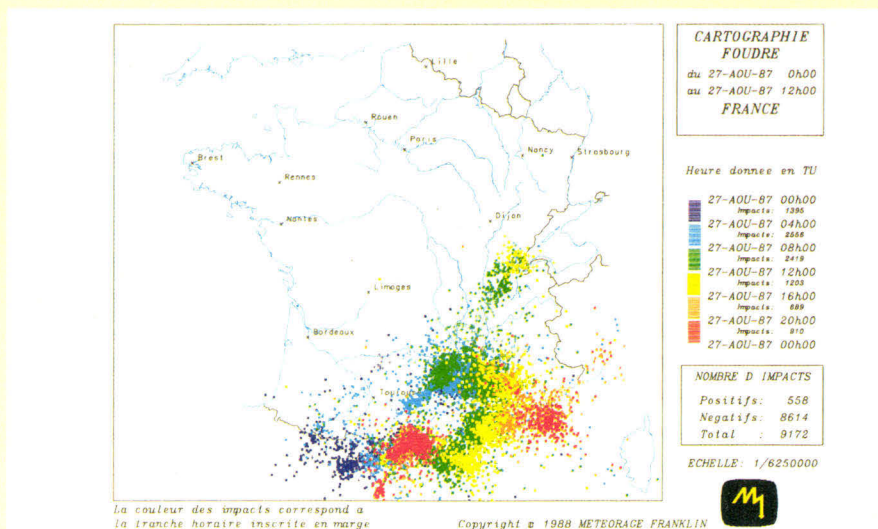 CARTOGRAPHIE
FOUDRE
du 27-AOU-87 0h00
au 27-AOU-87 12h00
FRANCE
Lille
Rouen
Paris
Nancy
Strasbourg
Brest
Rennes
Nantes
Dijon
Limoges
Bordeaux
Heure donnee en TU
27-AOU-87 00h00
Impacts: 1395
27-AOU-87 04h00
Impacts: 2556
27-AOU-87 08h00
Impacts: 2419
27-AOU-87 12h00
Impacts: 1203
27-AOU-87 16h00
Impacts: 689
27-AOU-87 20h00
Impacts: 910
27-AOU-87 00h00
NOMBRE D IMPACTS
Positifs: 558
Negatifs: 8614
Total : 9172
ECHELLE: 1/6250000
La couleur des impacts correspond a
la tranche horaire inscrite en marge
Copyright © 1988 METEORAGE FRANKLIN